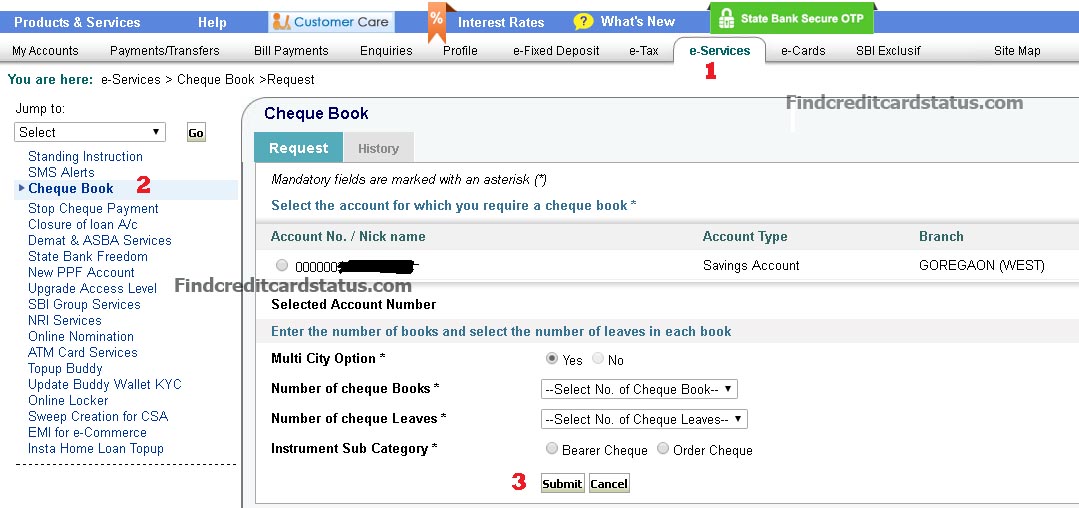 Products & Services Help Customer Care % Interest Rates ? What's New State Bank Secure OTP
My Accounts Payments/Transfers Bill Payments Enquiries Profile e-Fixed Deposit e-Tax e-Services e-Cards SBI Exclusif Site Map
1
You are here: e-Services > Cheque Book >Request
Findcreditcardstatus.com
Jump to:
Select Go
Standing Instruction
SMS Alerts
Cheque Book 2
Stop Cheque Payment
Closure of loan A/c
Demat & ASBA Services
State Bank Freedom
New PPF Account
Upgrade Access Level
SBI Group Services
NRI Services
Online Nomination
ATM Card Services
Topup Buddy
Update Buddy Wallet KYC
Online Locker
Sweep Creation for CSA
EMI for e-Commerce
Insta Home Loan Topup
Cheque Book
Request History
Mandatory fields are marked with an asterisk (*)
Select the account for which you require a cheque book *
Account No. / Nick name Account Type Branch
000000 Savings Account GOREGAON (WEST)
Findcreditcardstatus.com
Selected Account Number
Enter the number of books and select the number of leaves in each book
Multi City Option * Yes No
Number of cheque Books * --Select No. of Cheque Book--
Number of cheque Leaves * --Select No. of Cheque Leaves--
Instrument Sub Category * Bearer Cheque Order Cheque
3 Submit Cancel